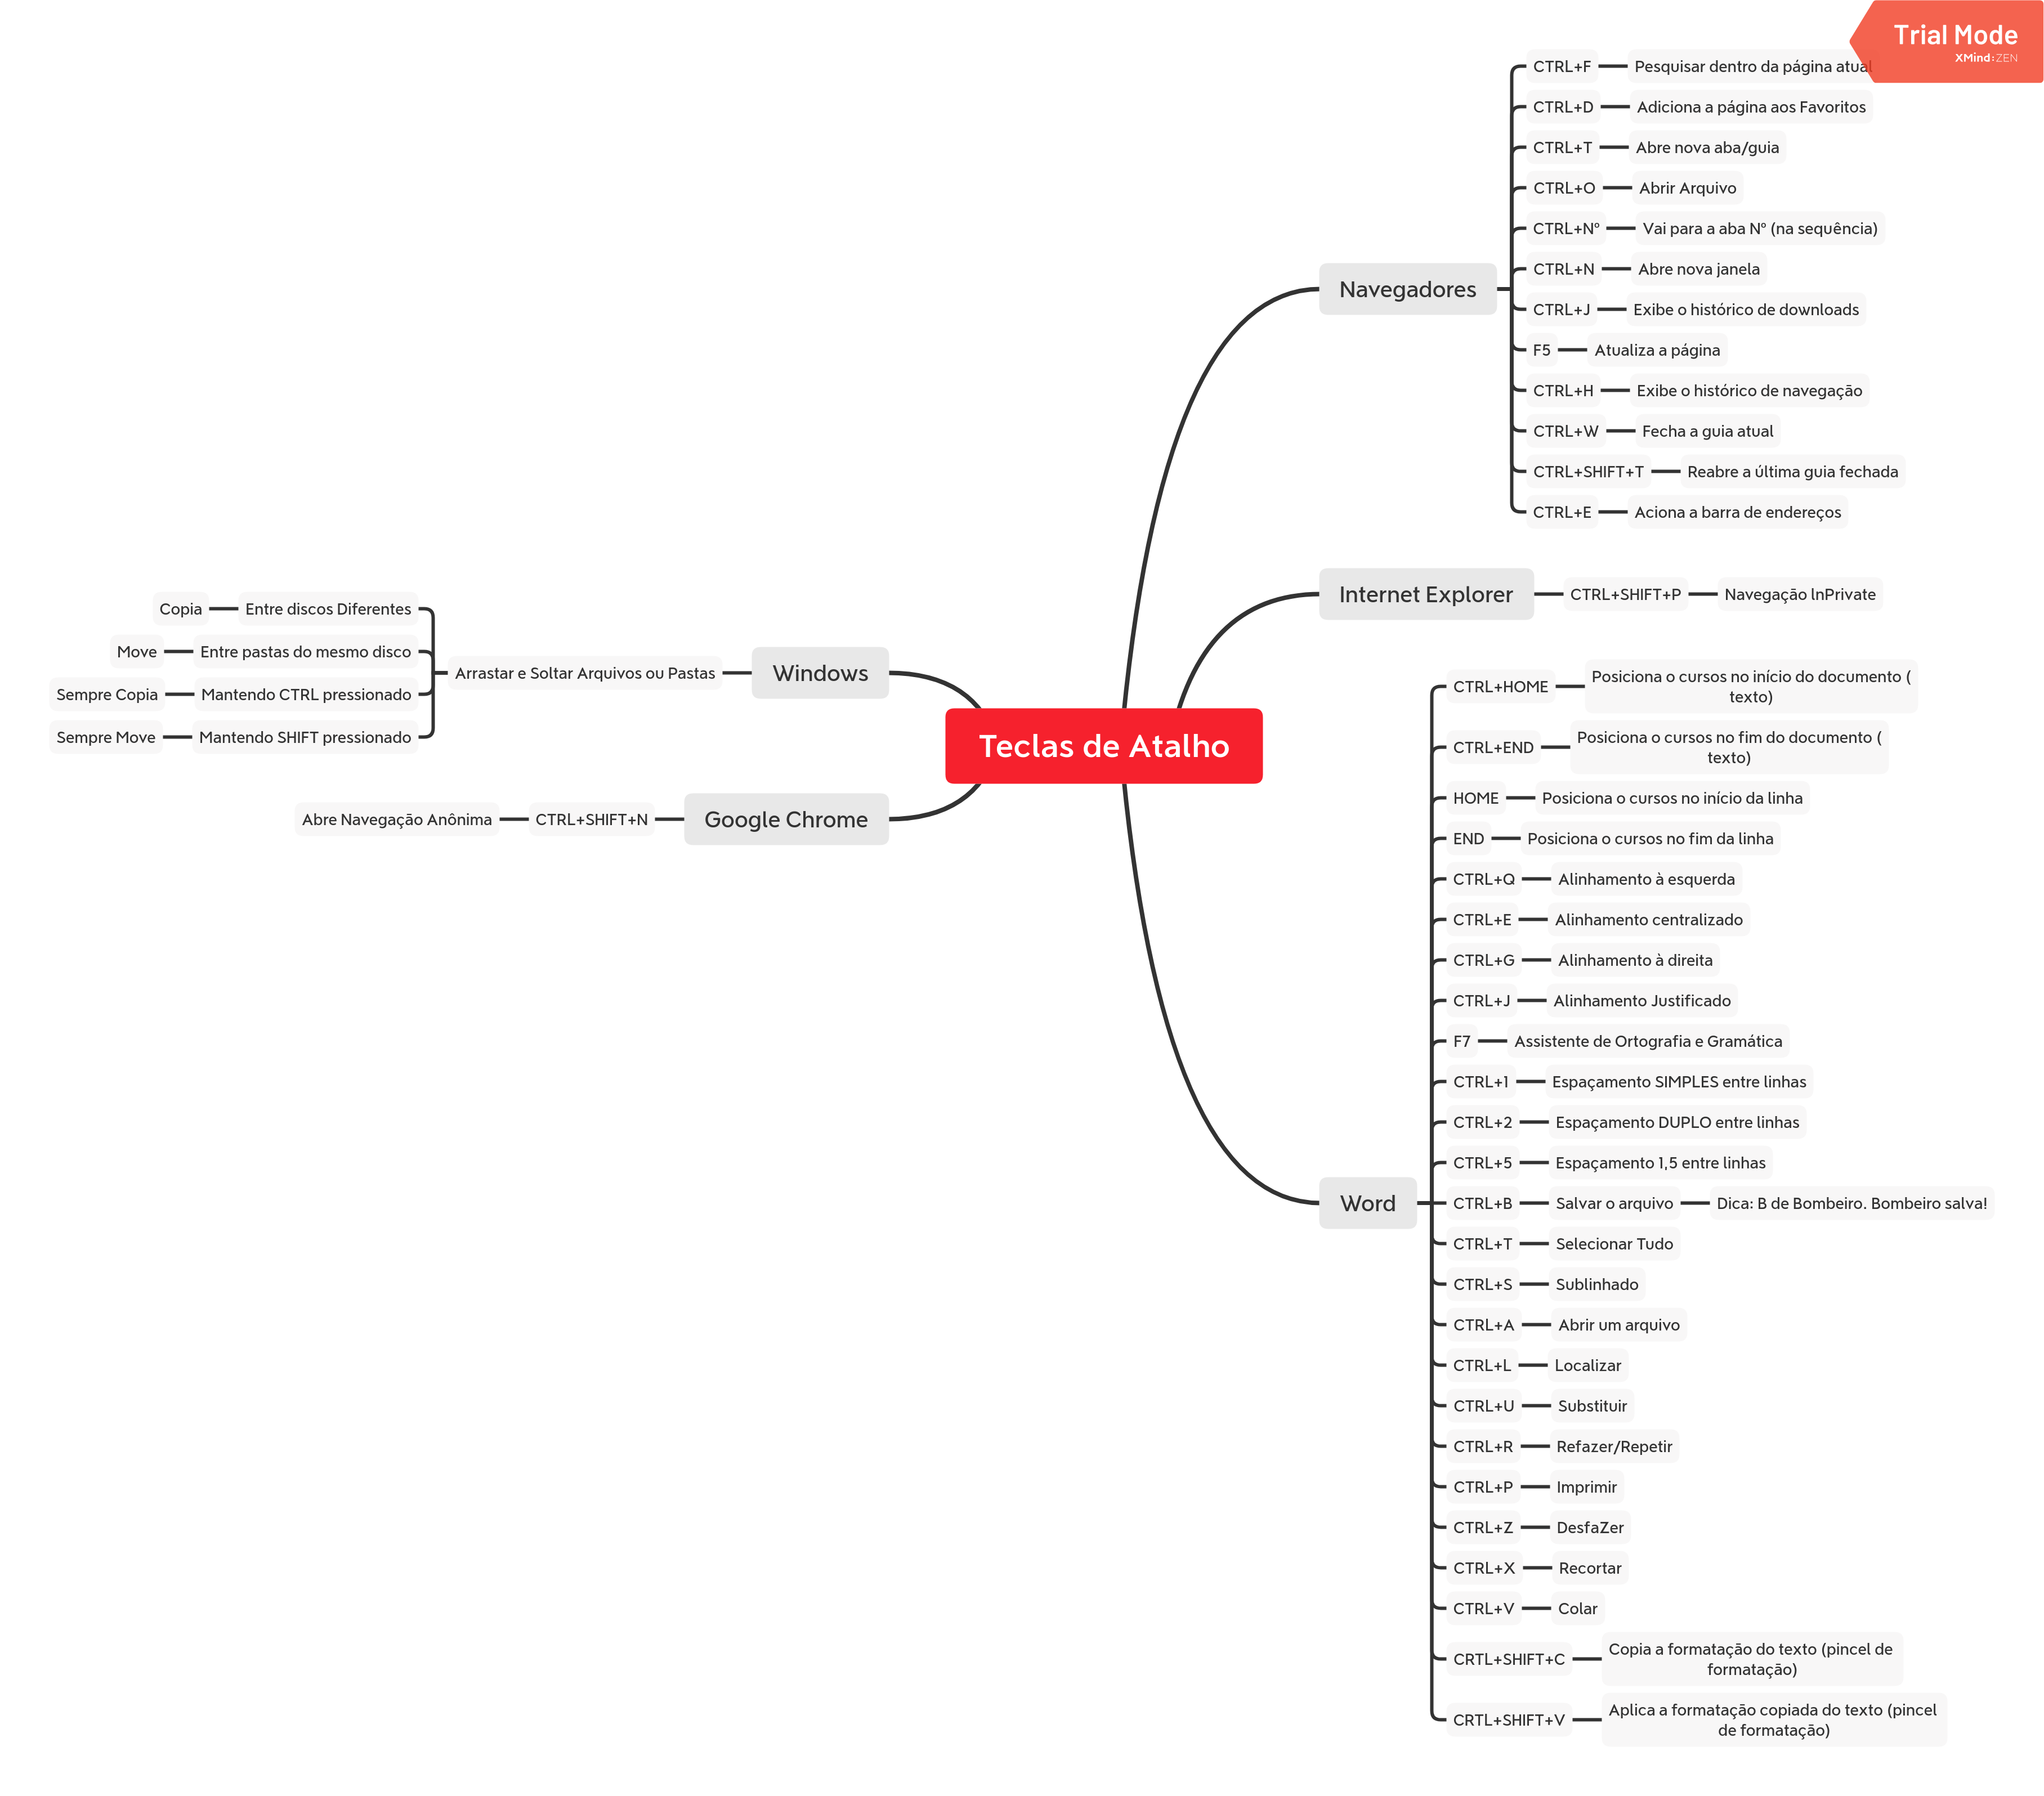 Trial Mode
XMind:ZEN
Teclas de Atalho
Navegadores
CTRL+F
Pesquisar dentro da página atual
CTRL+D
Adiciona a página aos Favoritos
CTRL+T
Abre nova aba/guia
CTRL+O
Abrir Arquivo
CTRL+Nº
Vai para a aba Nº (na sequência)
CTRL+N
Abre nova janela
CTRL+J
Exibe o histórico de downloads
F5
Atualiza a página
CTRL+H
Exibe o histórico de navegação
CTRL+W
Fecha a guia atual
CTRL+SHIFT+T
Reabre a última guia fechada
CTRL+E
Aciona a barra de endereços
Internet Explorer
CTRL+SHIFT+P
Navegação lnPrivate
Word
CTRL+HOME
Posiciona o cursos no início do documento (
texto)
CTRL+END
Posiciona o cursos no fim do documento (
texto)
HOME
Posiciona o cursos no início da linha
END
Posiciona o cursos no fim da linha
CTRL+Q
Alinhamento à esquerda
CTRL+E
Alinhamento centralizado
CTRL+G
Alinhamento à direita
CTRL+J
Alinhamento Justificado
F7
Assistente de Ortografia e Gramática
CTRL+1
Espaçamento SIMPLES entre linhas
CTRL+2
Espaçamento DUPLO entre linhas
CTRL+5
Espaçamento 1,5 entre linhas
CTRL+B
Salvar o arquivo
Dica: B de Bombeiro. Bombeiro salva!
CTRL+T
Selecionar Tudo
CTRL+S
Sublinhado
CTRL+A
Abrir um arquivo
CTRL+L
Localizar
CTRL+U
Substituir
CTRL+R
Refazer/Repetir
CTRL+P
Imprimir
CTRL+Z
DesfaZer
CTRL+X
Recortar
CTRL+V
Colar
CRTL+SHIFT+C
Copia a formatação do texto (pincel de
formatação)
CRTL+SHIFT+V
Aplica a formatação copiada do texto (pincel
de formatação)
Windows
Arrastar e Soltar Arquivos ou Pastas
Entre discos Diferentes
Copia
Entre pastas do mesmo disco
Move
Mantendo CTRL pressionado
Sempre Copia
Mantendo SHIFT pressionado
Sempre Move
Google Chrome
CTRL+SHIFT+N
Abre Navegação Anônima